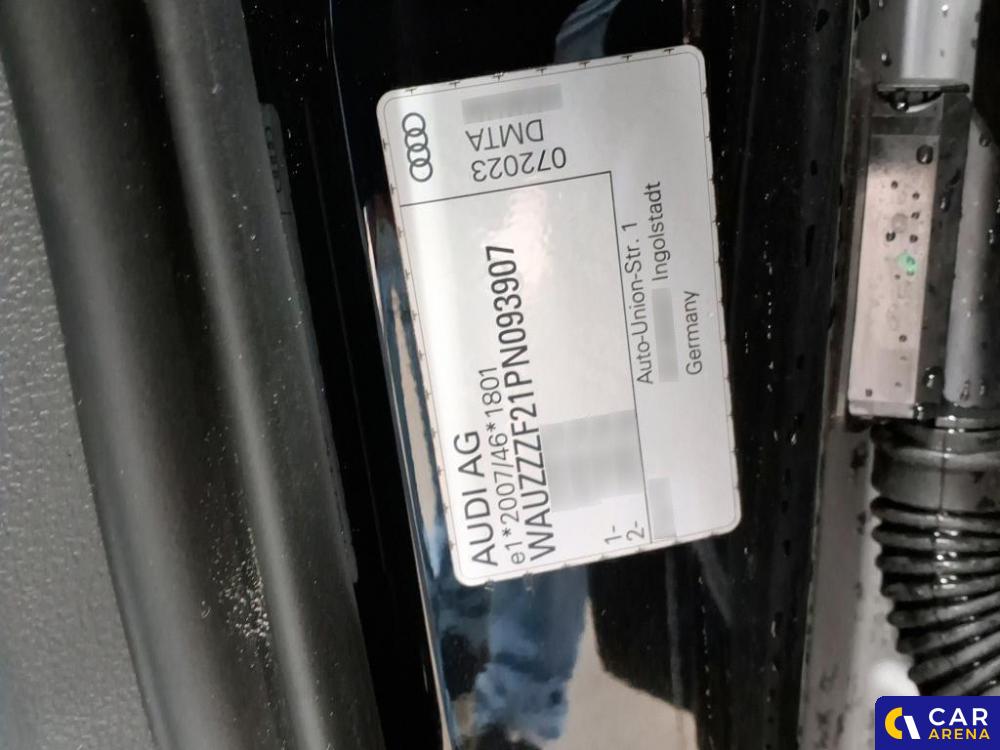 AUDI AG
e1*2007/46*1801
WAUZZZF21PN093907
1-
2-
072023
DMTA
Auto-Union-Str. 1
Ingolstadt
Germany
CAR
ARENA